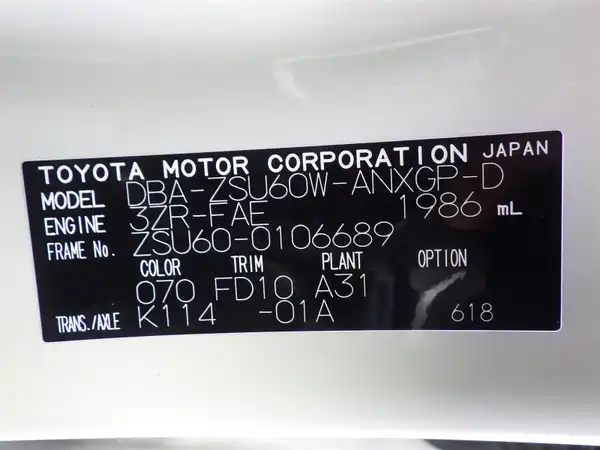 TOYOTA MOTOR CORPORATION JAPAN
MODEL DBA-ZSU60W-ANXGP-D
ENGINE 3ZR-FAE 1986 mL
FRAME No. ZSU60-0106689
COLOR TRIM PLANT OPTION
070 FD10 A31
TRANS./AXLE K114 -01A 618